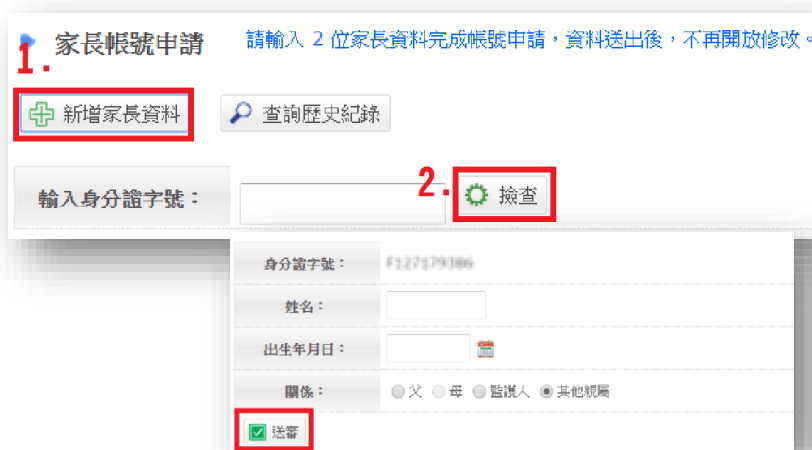 家長帳號申請 請輸入 2 位家長資料完成帳號申請，資料送出後，不再開放修改。
1.
新增家長資料 查詢歷史紀錄
輸入身分證字號： 2. 撿查
身分證字號：
姓名：
出生年月日：
關係： 父 母 監護人 其他親屬
送審